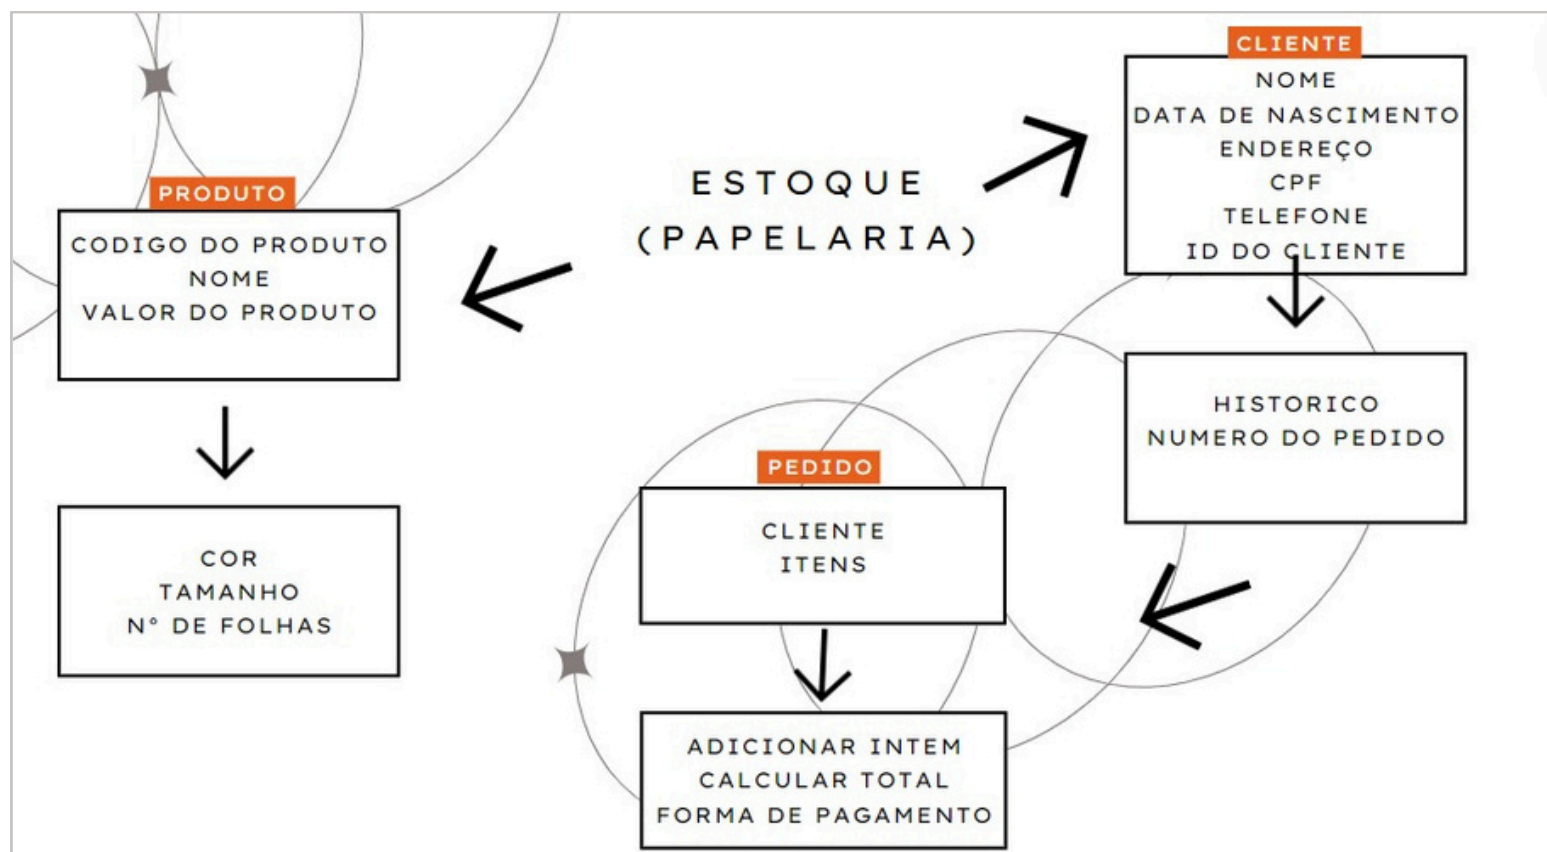 ESTOQUE
(PAPELARIA)
PRODUTO
CODIGO DO PRODUTO
NOME
VALOR DO PRODUTO
COR
TAMANHO
N° DE FOLHAS
CLIENTE
NOME
DATA DE NASCIMENTO
ENDEREÇO
CPF
TELEFONE
ID DO CLIENTE
HISTORICO
NUMERO DO PEDIDO
PEDIDO
CLIENTE
ITENS
ADICIONAR INTEM
CALCULAR TOTAL
FORMA DE PAGAMENTO